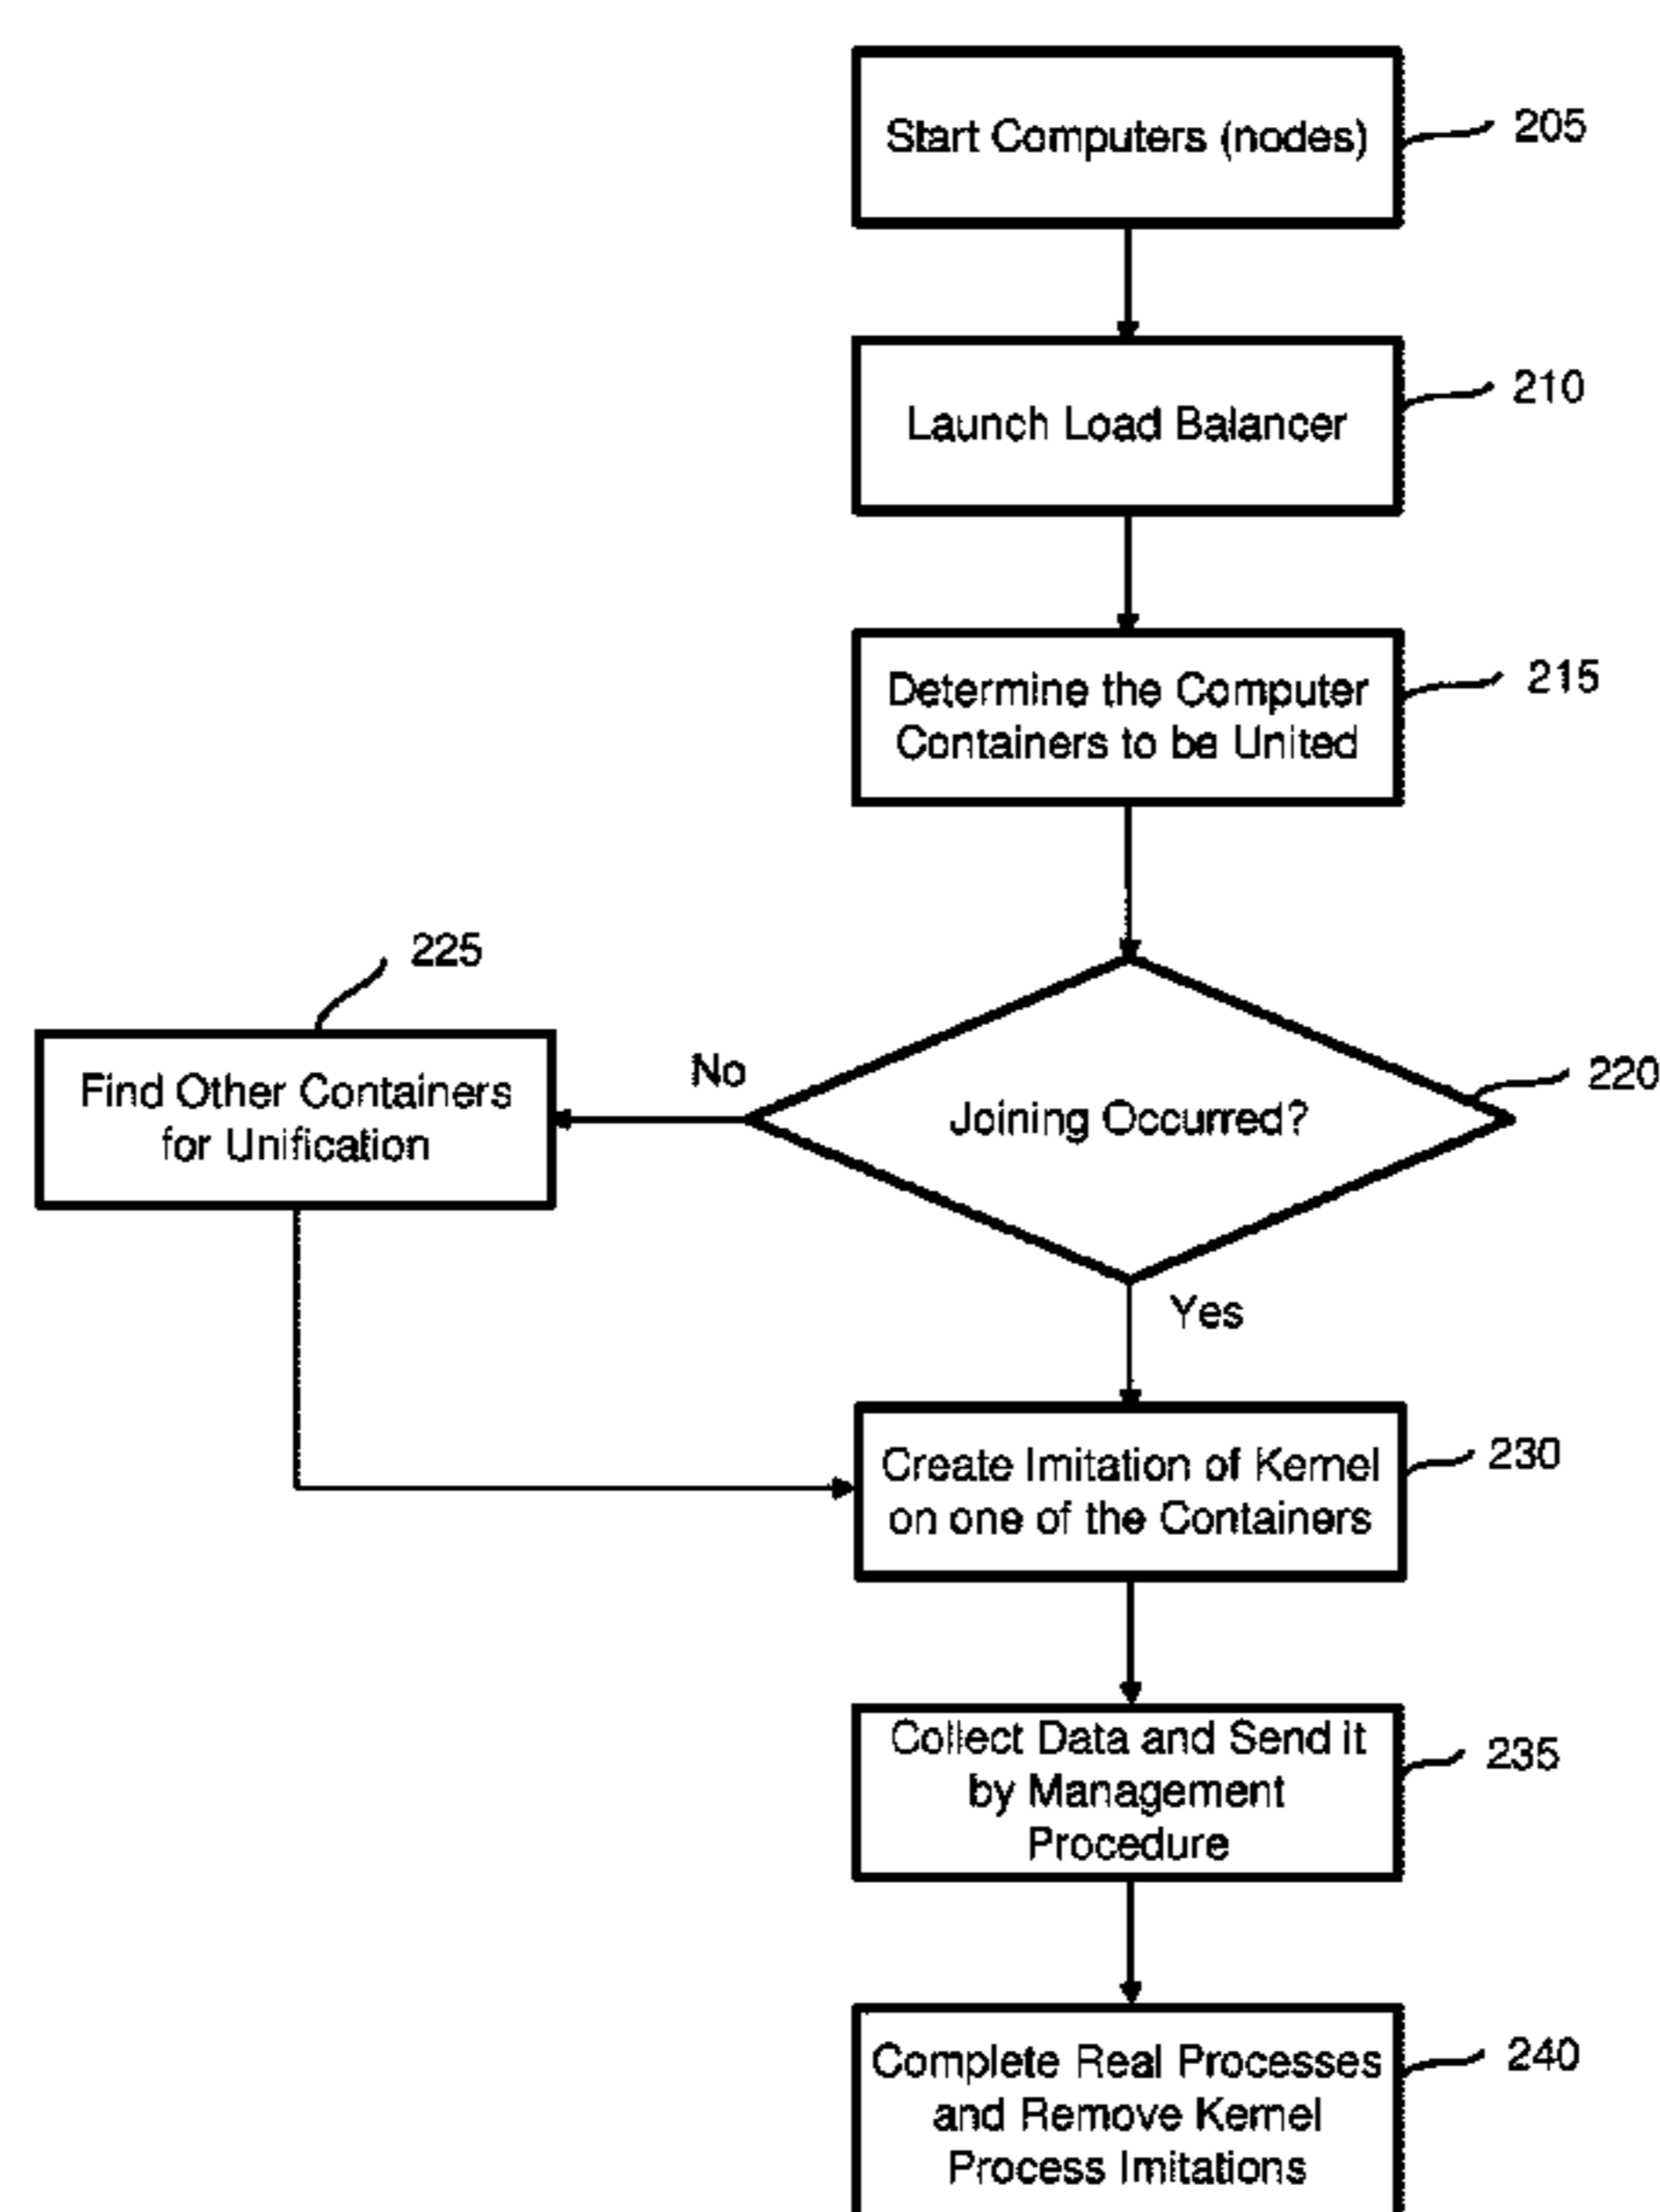 Start Computers (nodes)
205
Launch Load Balancer
210
Determine the Computer
Containers to be United
215
225
Find Other Containers
for Unification
No
Joining Occurred?
220
Yes
Create Imitation of Kernel
on one of the Containers
230
Collect Data and Send it
by Management
Procedure
235
Complete Real Processes
and Remove Kernel
Process Imitations
240